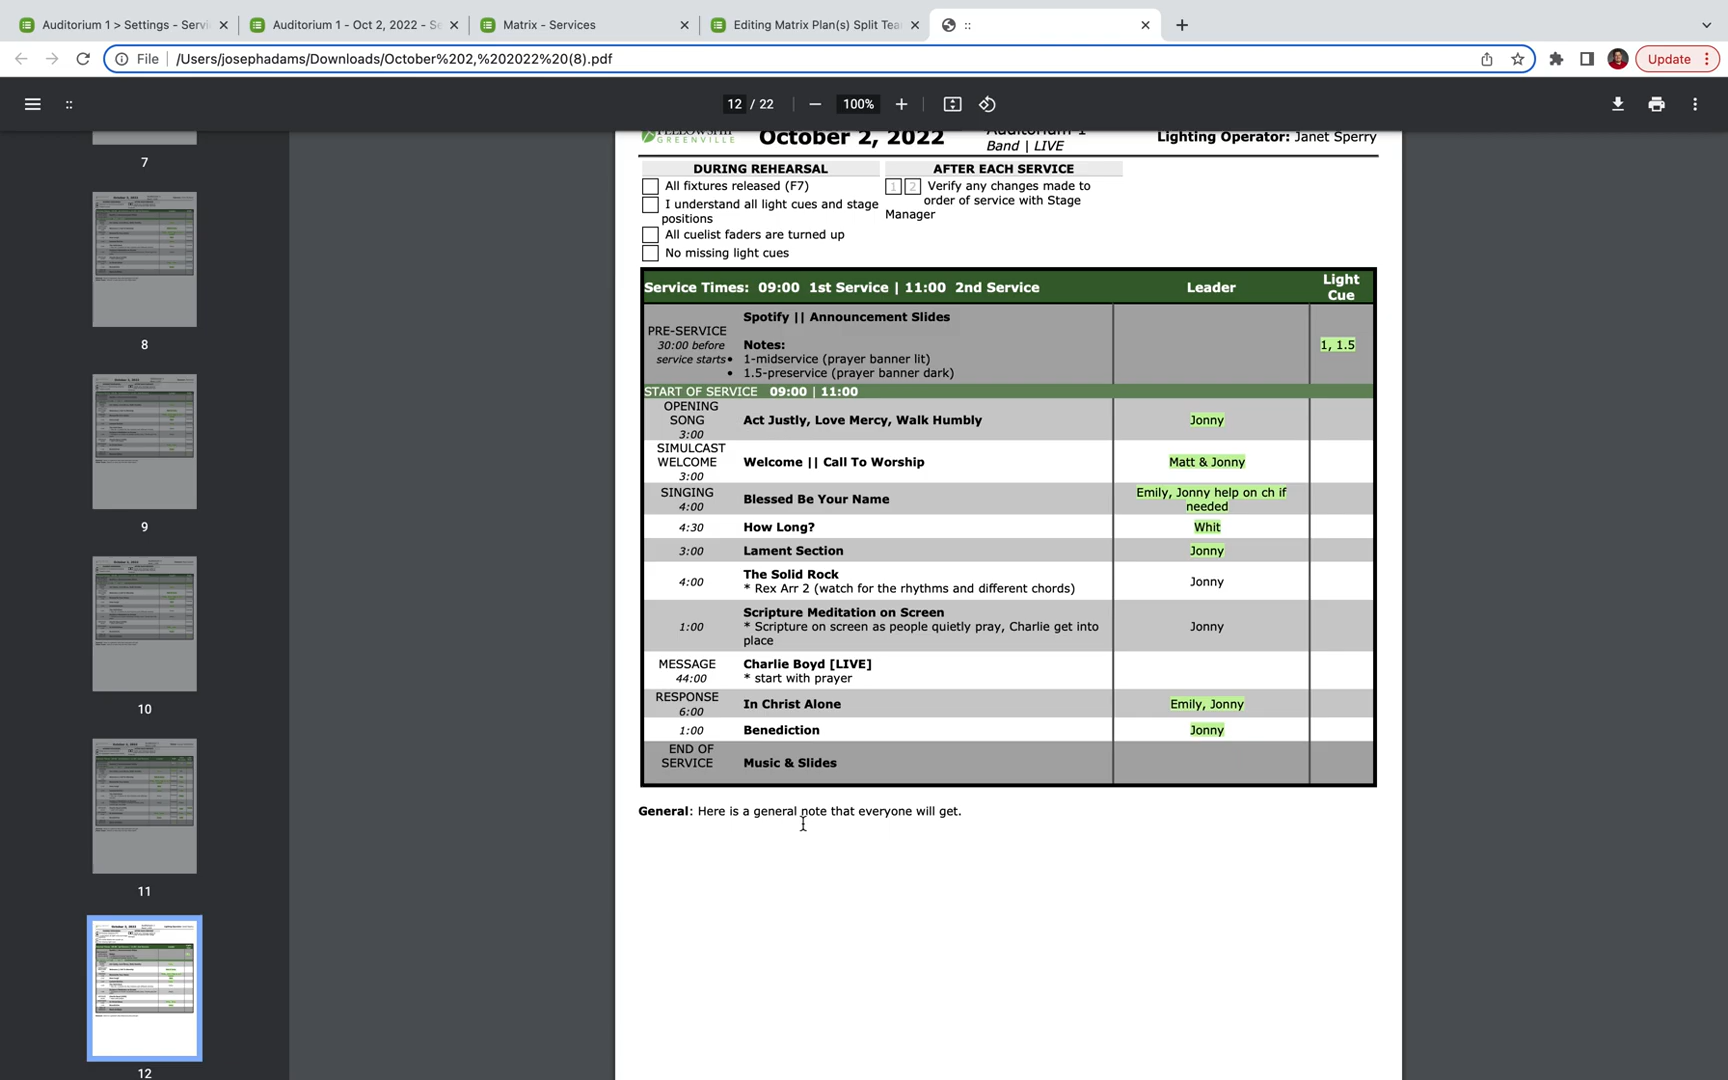 Auditorium 1 > Settings - Servi
Auditorium 1 - Oct 2, 2022 - Se
Matrix - Services
Editing Matrix Plan(s) Split Tea
::
File
/Users/josephadams/Downloads/October%202,%202022%20(8).pdf
Update
::
12 / 22
100%
7
8
9
10
11
12
FELLOWSHIP
GREENVILLE
October 2, 2022
Auditorium 1
Band | LIVE
Lighting Operator: Janet Sperry
DURING REHEARSAL
All fixtures released (F7)
I understand all light cues and stage
positions
All cuelist faders are turned up
No missing light cues
AFTER EACH SERVICE
1 2 Verify any changes made to
order of service with Stage
Manager
Service Times: 09:00 1st Service | 11:00 2nd Service
Leader
Light
Cue
PRE-SERVICE
30:00 before
service starts
Spotify || Announcement Slides
Notes:
• 1-midservice (prayer banner lit)
• 1.5-preservice (prayer banner dark)
1, 1.5
START OF SERVICE 09:00 | 11:00
OPENING
SONG
3:00
Act Justly, Love Mercy, Walk Humbly
Jonny
SIMULCAST
WELCOME
3:00
Welcome || Call To Worship
Matt & Jonny
SINGING
4:00
Blessed Be Your Name
Emily, Jonny help on ch if
needed
4:30
How Long?
Whit
3:00
Lament Section
Jonny
4:00
The Solid Rock
* Rex Arr 2 (watch for the rhythms and different chords)
Jonny
1:00
Scripture Meditation on Screen
* Scripture on screen as people quietly pray, Charlie get into
place
Jonny
MESSAGE
44:00
Charlie Boyd [LIVE]
* start with prayer
RESPONSE
6:00
In Christ Alone
Emily, Jonny
1:00
Benediction
Jonny
END OF
SERVICE
Music & Slides
General: Here is a general note that everyone will get.